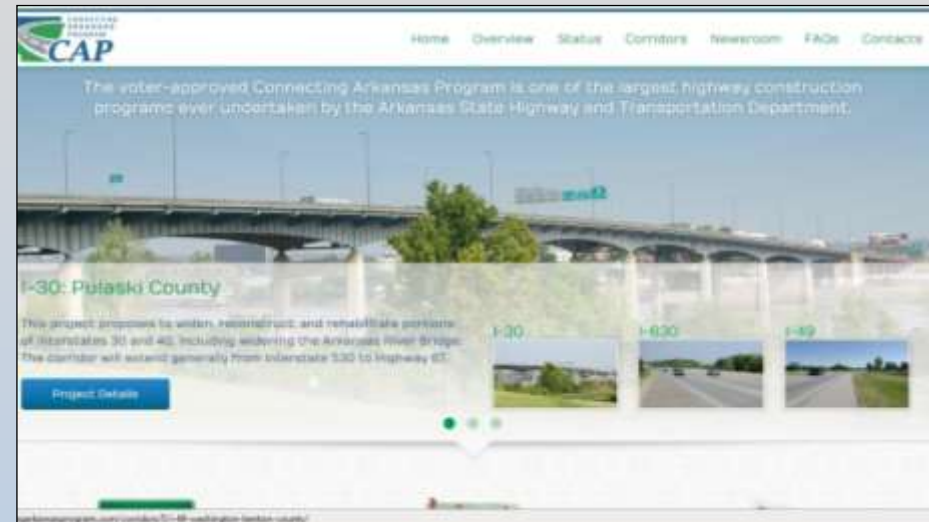 CONNECTING
ARKANSAS
PROGRAM
CAP
Home Overview Status Corridors Newsroom FAQs Contacts
The voter-approved Connecting Arkansas Program is one of the largest highway construction
programs ever undertaken by the Arkansas State Highway and Transportation Department.
I-30: Pulaski County
This project proposes to widen, reconstruct, and rehabilitate portions
of Interstates 30 and 40, including widening the Arkansas River Bridge.
The corridor will extend generally from Interstate 530 to Highway 67.
Project Details
I-30 I-630 I-49